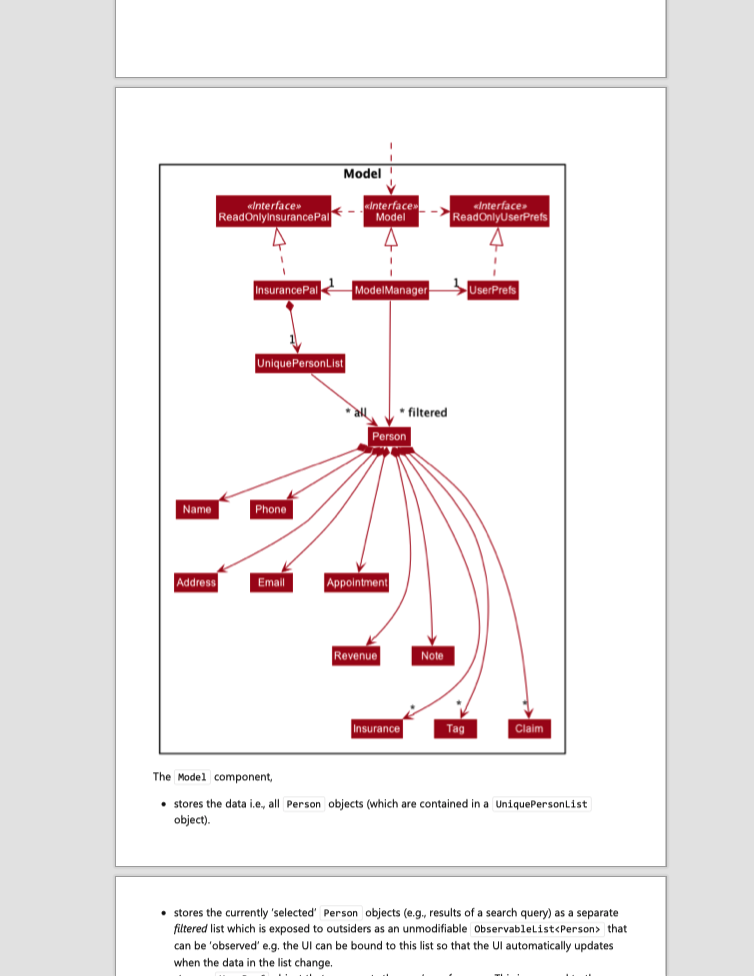 Model
«Interface»
ReadOnlyInsurancePal
«Interface»
Model
«Interface»
ReadOnlyUserPrefs
InsurancePal
1
ModelManager
1
UserPrefs
1
UniquePersonList
* all
* filtered
Person
Name
Phone
Address
Email
Appointment
Revenue
Note
*
*
*
Insurance
Tag
Claim
The Model component,
• stores the data i.e., all Person objects (which are contained in a UniquePersonList
object).
• stores the currently 'selected' Person objects (e.g., results of a search query) as a separate
filtered list which is exposed to outsiders as an unmodifiable ObservableList<Person> that
can be 'observed' e.g. the UI can be bound to this list so that the UI automatically updates
when the data in the list change.